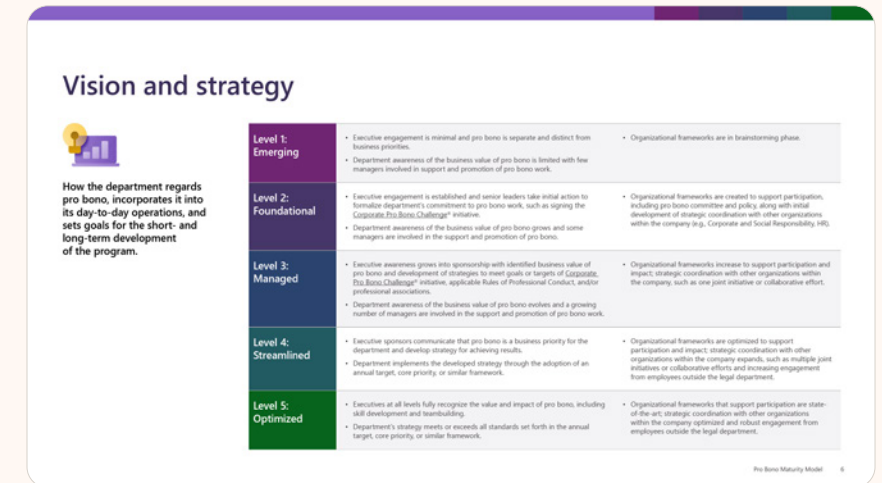 Vision and strategy
How the department regards
pro bono, incorporates it into
its day-to-day operations, and
sets goals for the short- and
long-term development
of the program.
Level 1:
Emerging
• Executive engagement is minimal and pro bono is separate and distinct from
business priorities.
• Department awareness of the business value of pro bono is limited with few
managers involved in support and promotion of pro bono work.
• Organizational frameworks are in brainstorming phase.
Level 2:
Foundational
• Executive engagement is established and senior leaders take initial action to
formalize department's commitment to pro bono work, such as signing the
Corporate Pro Bono Challenge® initiative.
• Department awareness of the business value of pro bono grows and some
managers are involved in the support and promotion of pro bono.
• Organizational frameworks are created to support participation,
including pro bono committee and policy, along with initial
development of strategic coordination with other organizations
within the company (e.g., Corporate and Social Responsibility, HR).
Level 3:
Managed
• Executive awareness grows into sponsorship with identified business value of
pro bono and development of strategies to meet goals or targets of Corporate
Pro Bono Challenge® initiative, applicable Rules of Professional Conduct, and/or
professional associations.
• Department awareness of the business value of pro bono evolves and a growing
number of managers are involved in the support and promotion of pro bono work.
• Organizational frameworks increase to support participation and
impact; strategic coordination with other organizations within
the company, such as one joint initiative or collaborative effort.
Level 4:
Streamlined
• Executive sponsors communicate that pro bono is a business priority for the
department and develop strategy for achieving results.
• Department implements the developed strategy through the adoption of an
annual target, core priority, or similar framework.
• Organizational frameworks are optimized to support
participation and impact; strategic coordination with other
organizations within the company expands, such as multiple joint
initiatives or collaborative efforts and increasing engagement
from employees outside the legal department.
Level 5:
Optimized
• Executives at all levels fully recognize the value and impact of pro bono, including
skill development and teambuilding.
• Department's strategy meets or exceeds all standards set forth in the annual
target, core priority, or similar framework.
• Organizational frameworks that support participation are state-
of-the-art; strategic coordination with other organizations
within the company optimized and robust engagement from
employees outside the legal department.
Pro Bono Maturity Model 6